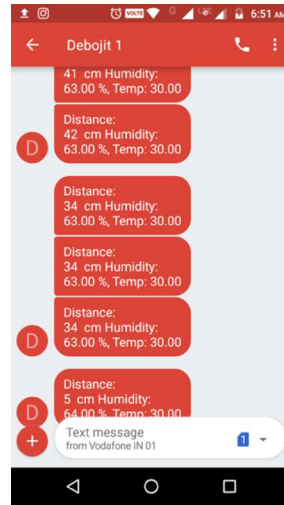 VOLTE
G
LTE
6:51 AM
Debojit 1
41 cm Humidity:
63.00 %, Temp: 30.00
Distance:
42 cm Humidity:
63.00 %, Temp: 30.00
D
Distance:
34 cm Humidity:
63.00 %, Temp: 30.00
Distance:
34 cm Humidity:
63.00 %, Temp: 30.00
Distance:
34 cm Humidity:
63.00 %, Temp: 30.00
D
Distance:
5 cm Humidity:
64.00 %, Temp: 30.00
D
Text message
from Vodafone IN 01
1